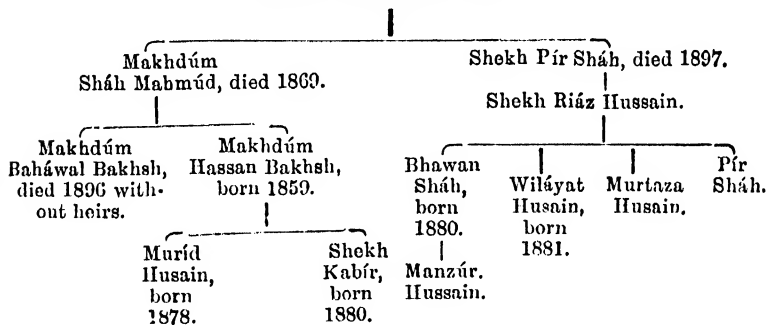 Makhdúm
Sháh Mabmúd, died 1869.
Shekh Pír Sháh, died 1897.
Shekh Riáz Hussain.
Makhdúm
Baháwal Bakhsh,
died 1896 with-
out heirs.
Makhdúm
Hassan Bakhsh,
born 1859.
Bhawan
Sháh,
born
1880.
Wiláyat
Husain,
born
1881.
Murtaza
Husain.
Pír
Sháh.
Muríd
Husain,
born
1878.
Shekh
Kabír,
born
1880.
Manzúr.
Hussain.